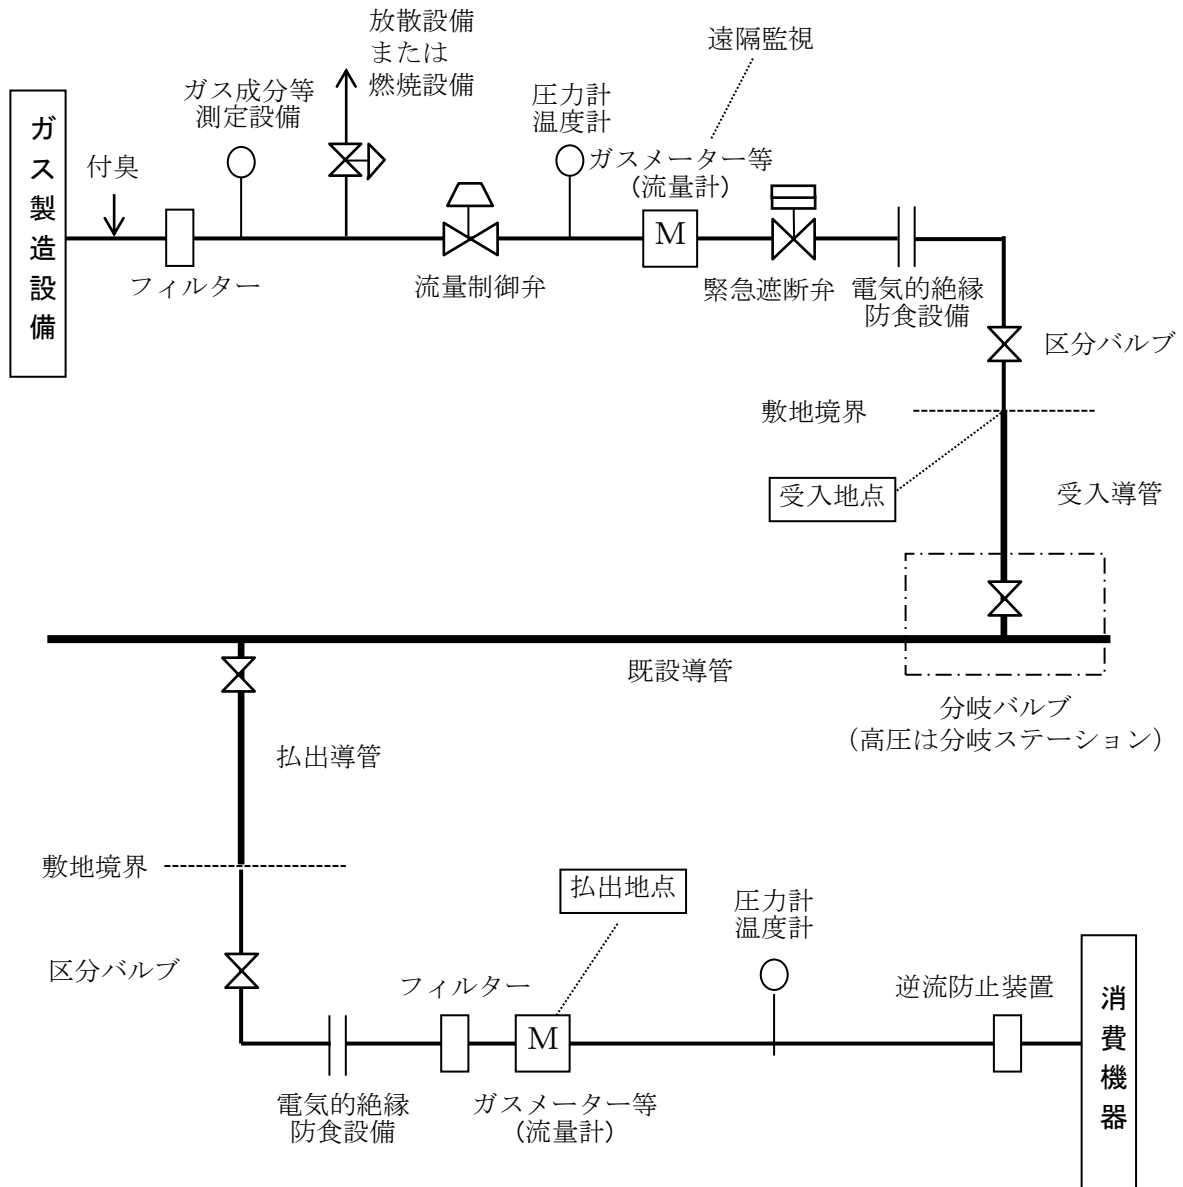 放散設備
または
燃焼設備
遠隔監視
ガス成分等
測定設備
圧力計
温度計
ガス製造設備
付臭
ガスメーター等
(流量計)
M
フィルター
流量制御弁
緊急遮断弁
電気的絶縁
防食設備
区分バルブ
敷地境界
受入地点
受入導管
既設導管
分岐バルブ
(高圧は分岐ステーション)
払出導管
敷地境界
払出地点
圧力計
温度計
区分バルブ
フィルター
逆流防止装置
消費機器
M
電気的絶縁
防食設備
ガスメーター等
(流量計)